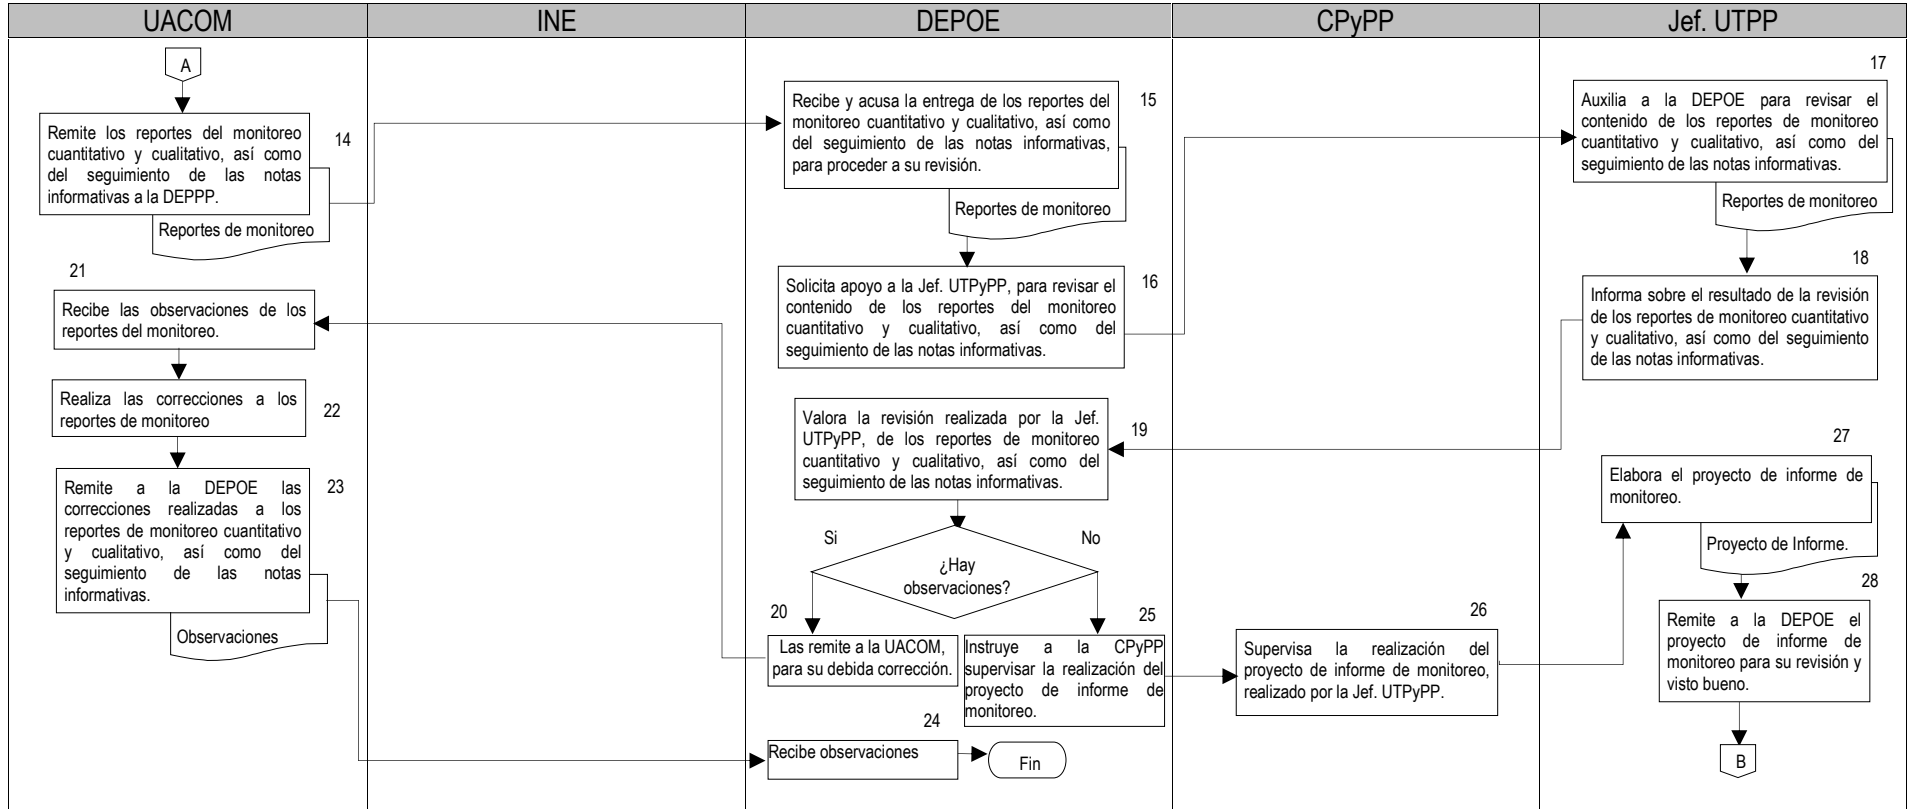 UACOM
INE
DEPOE
CPyPP
Jef. UTPP
A
14
Remite los reportes del monitoreo
cuantitativo y cualitativo, así como
del seguimiento de las notas
informativas a la DEPPP.
Reportes de monitoreo
21
Recibe las observaciones de los
reportes del monitoreo.
22
Realiza las correcciones a los
reportes de monitoreo
23
Remite a la DEPOE las
correcciones realizadas a los
reportes de monitoreo cuantitativo
y cualitativo, así como del
seguimiento de las notas
informativas.
Observaciones
15
Recibe y acusa la entrega de los reportes del
monitoreo cuantitativo y cualitativo, así como
del seguimiento de las notas informativas,
para proceder a su revisión.
Reportes de monitoreo
16
Solicita apoyo a la Jef. UTPyPP, para revisar el
contenido de los reportes del monitoreo
cuantitativo y cualitativo, así como del
seguimiento de las notas informativas.
19
Valora la revisión realizada por la Jef.
UTPyPP, de los reportes de monitoreo
cuantitativo y cualitativo, así como del
seguimiento de las notas informativas.
Si
No
¿Hay
observaciones?
20
Las remite a la UACOM,
para su debida corrección.
25
Instruye a la CPyPP
supervisar la realización del
proyecto de informe de
monitoreo.
24
Recibe observaciones
Fin
26
Supervisa la realización del
proyecto de informe de monitoreo,
realizado por la Jef. UTPyPP.
17
Auxilia a la DEPOE para revisar el
contenido de los reportes de monitoreo
cuantitativo y cualitativo, así como del
seguimiento de las notas informativas.
Reportes de monitoreo
18
Informa sobre el resultado de la revisión
de los reportes de monitoreo cuantitativo
y cualitativo, así como del seguimiento
de las notas informativas.
27
Elabora el proyecto de informe de
monitoreo.
Proyecto de Informe.
28
Remite a la DEPOE el
proyecto de informe de
monitoreo para su revisión y
visto bueno.
B